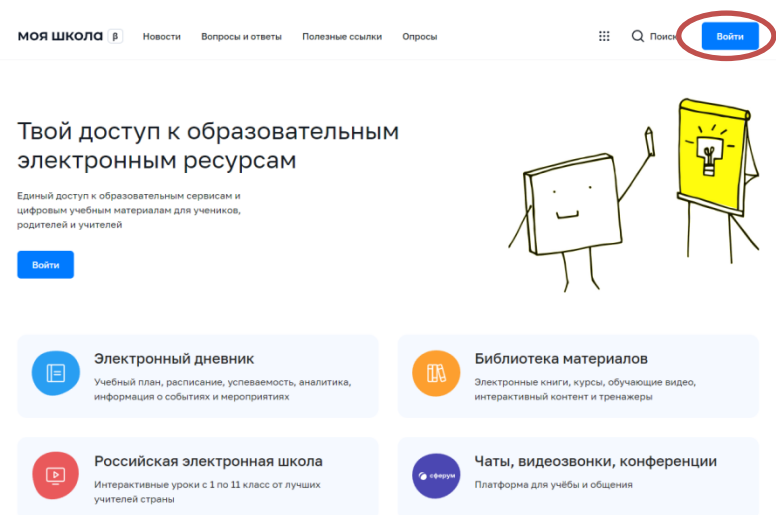 МОЯ ШКОЛА β Новости Вопросы и ответы Полезные ссылки Опросы Поиск Войти
Твой доступ к образовательным
электронным ресурсам
Единый доступ к образовательным сервисам и
цифровым учебным материалам для учеников,
родителей и учителей
Войти
Электронный дневник
Учебный план, расписание, успеваемость, аналитика,
информация о событиях и мероприятиях
Библиотека материалов
Электронные книги, курсы, обучающие видео,
интерактивный контент и тренажеры
Российская электронная школа
Интерактивные уроки с 1 по 11 класс от лучших
учителей страны
сферум
Чаты, видеозвонки, конференции
Платформа для учёбы и общения